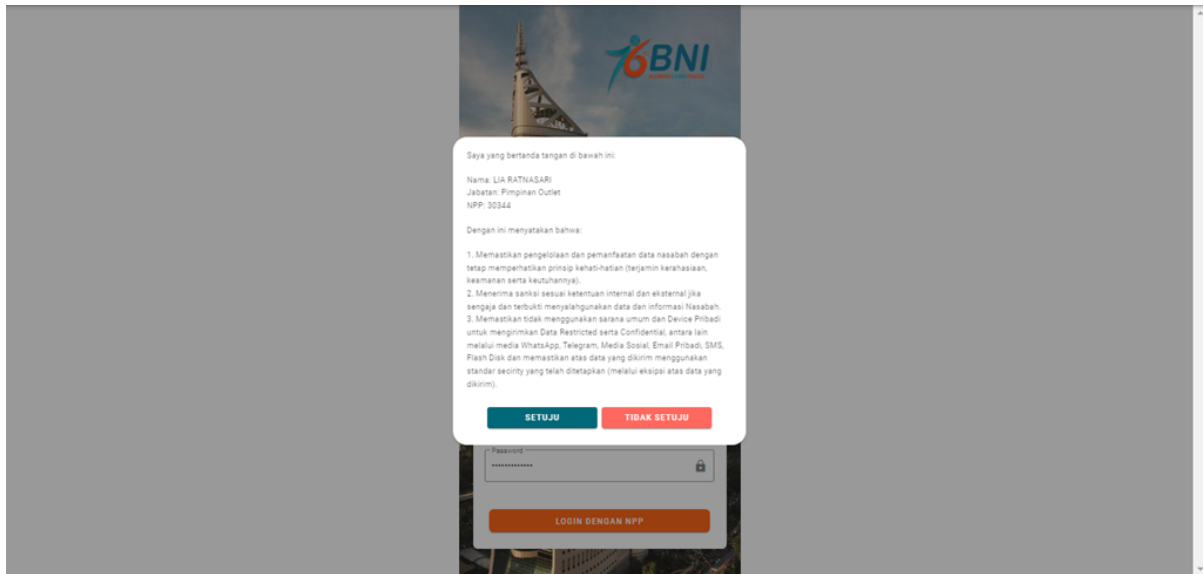 76BNI
Saya yang bertanda tangan di bawah ini:
Nama: LIA RATNASARI
Jabatan: Pimpinan Outlet
NPP: 30344
Dengan ini menyatakan bahwa:
1. Memastikan pengelolaan dan pemanfaatan data nasabah dengan
tetap memperhatikan prinsip kehati-hatian (terjamin kerahasiaan,
keamanan serta keutuhannya).
2. Menerima sanksi sesuai ketentuan internal dan eksternal jika
sengaja dan terbukti menyalahgunakan data dan informasi Nasabah.
3. Memastikan tidak menggunakan sarana umum dan Device Pribadi
untuk mengirimkan Data Restricted serta Confidential, antara lain
melalui media WhatsApp, Telegram, Media Sosial, Email Pribadi, SMS,
Flash Disk dan memastikan atas data yang dikirim menggunakan
standar secirity yang telah ditetapkan (melalui eksipsi atas data yang
dikirim).
SETUJU TIDAK SETUJU
Password
LOGIN DENGAN NPP